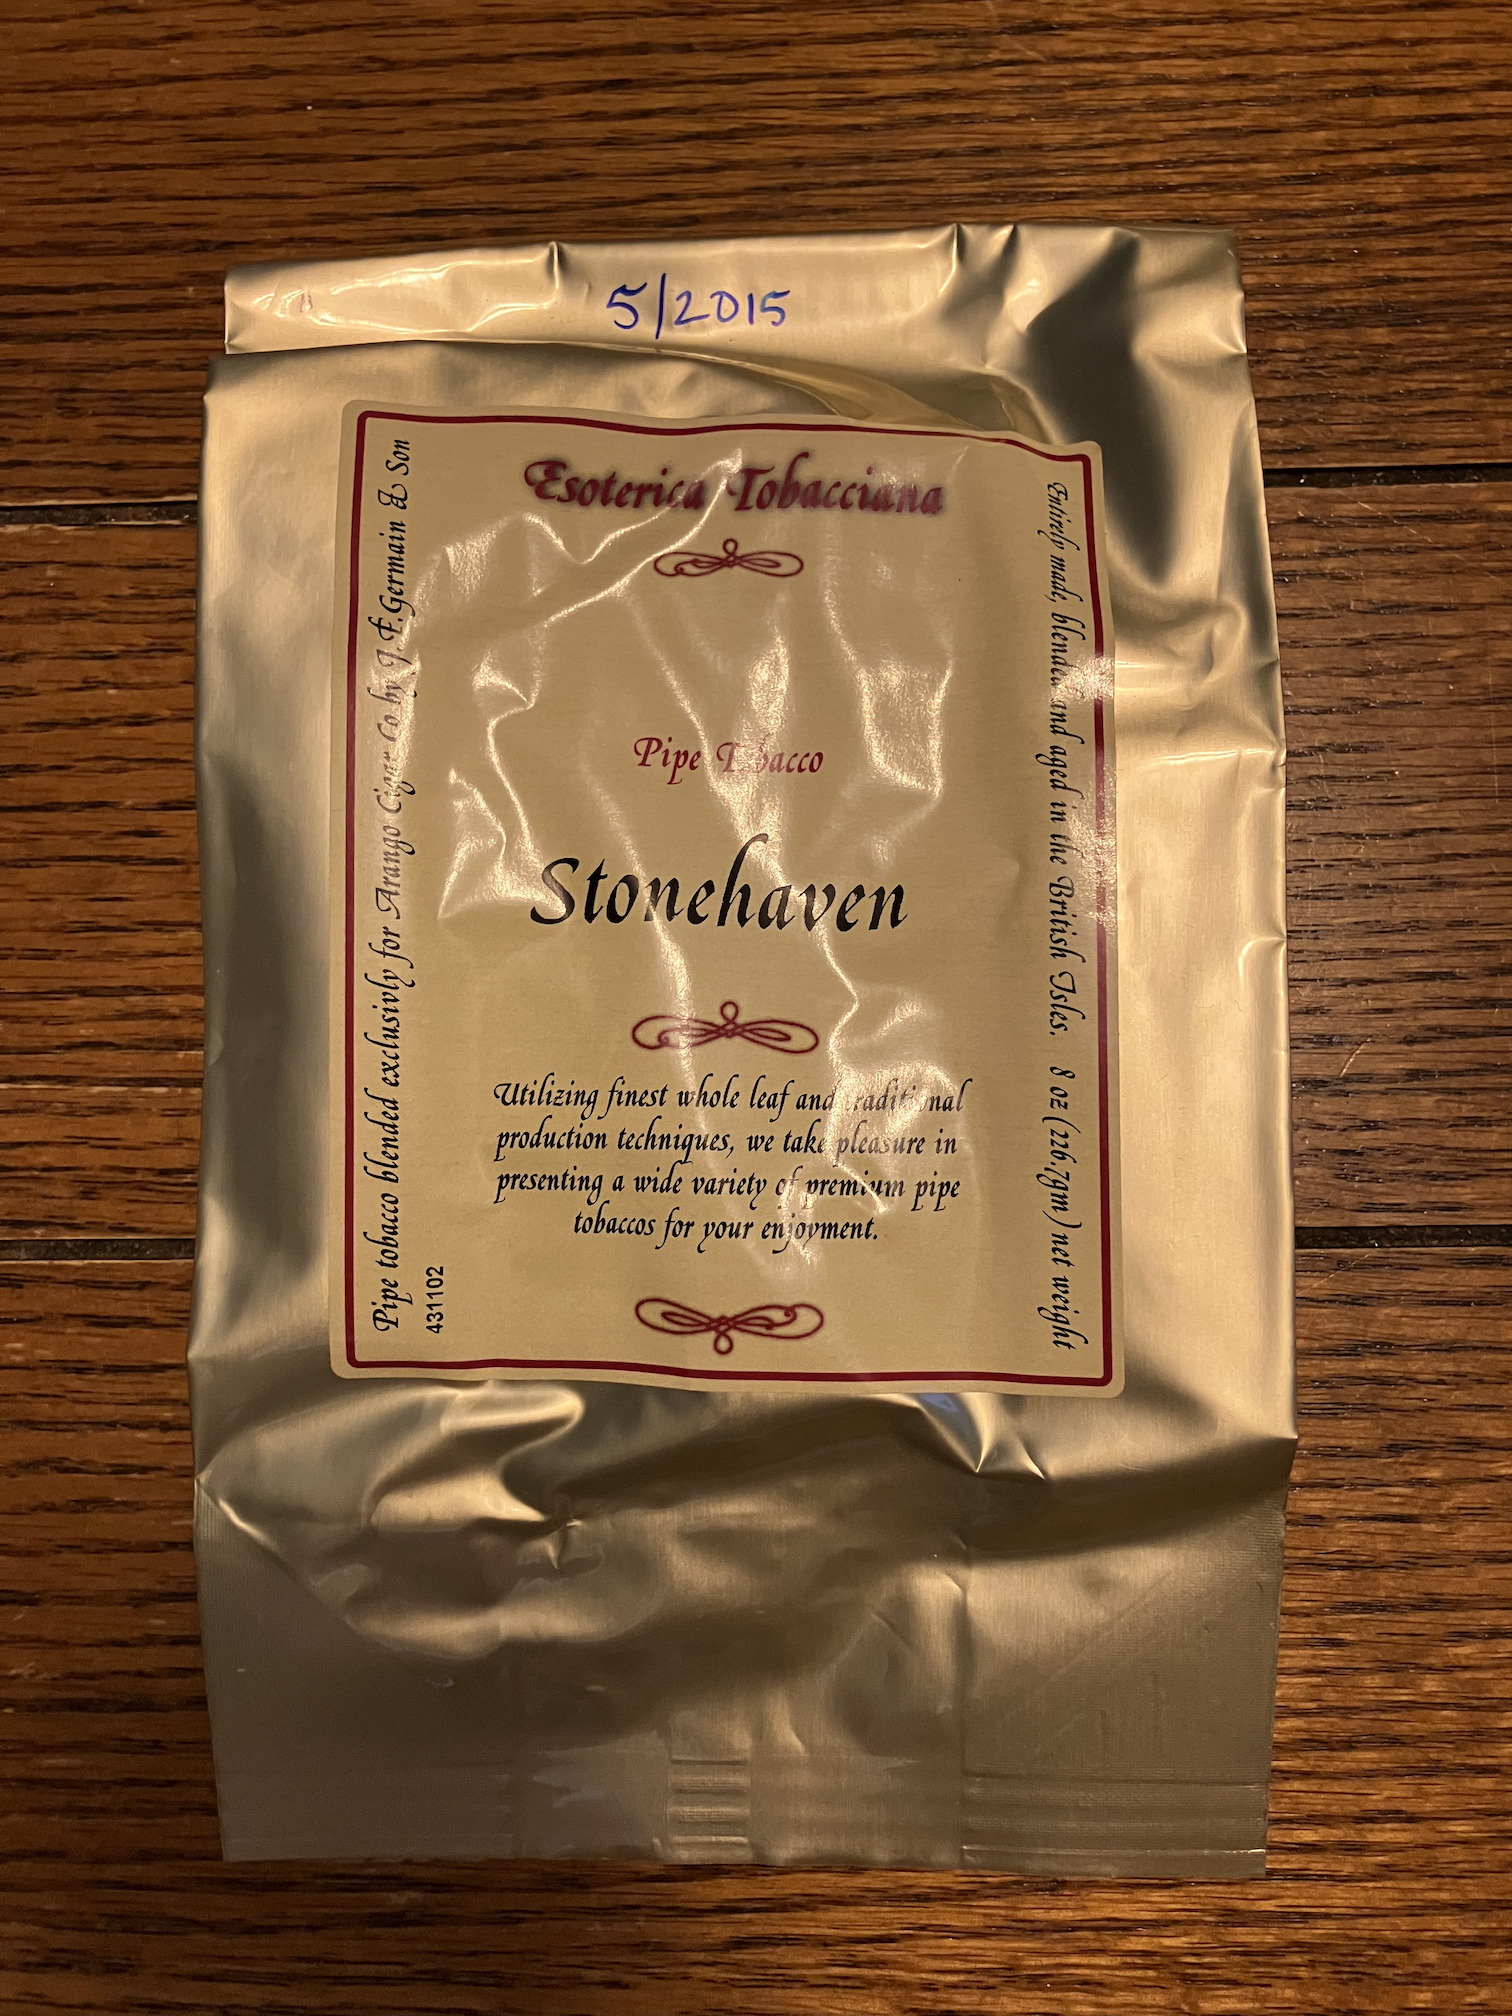 5/2015
Esoterica Tobacciana
Pipe Tobacco
Stonehaven
Utilizing finest whole leaf and traditional
production techniques, we take pleasure in
presenting a wide variety of premium pipe
tobaccos for your enjoyment.
Pipe tobacco blended exclusivly for Arango Cigar Co by J.F.Germain & Son
431102
Entirely made, blended and aged in the British Isles. 8 oz (226.7gm) net weight